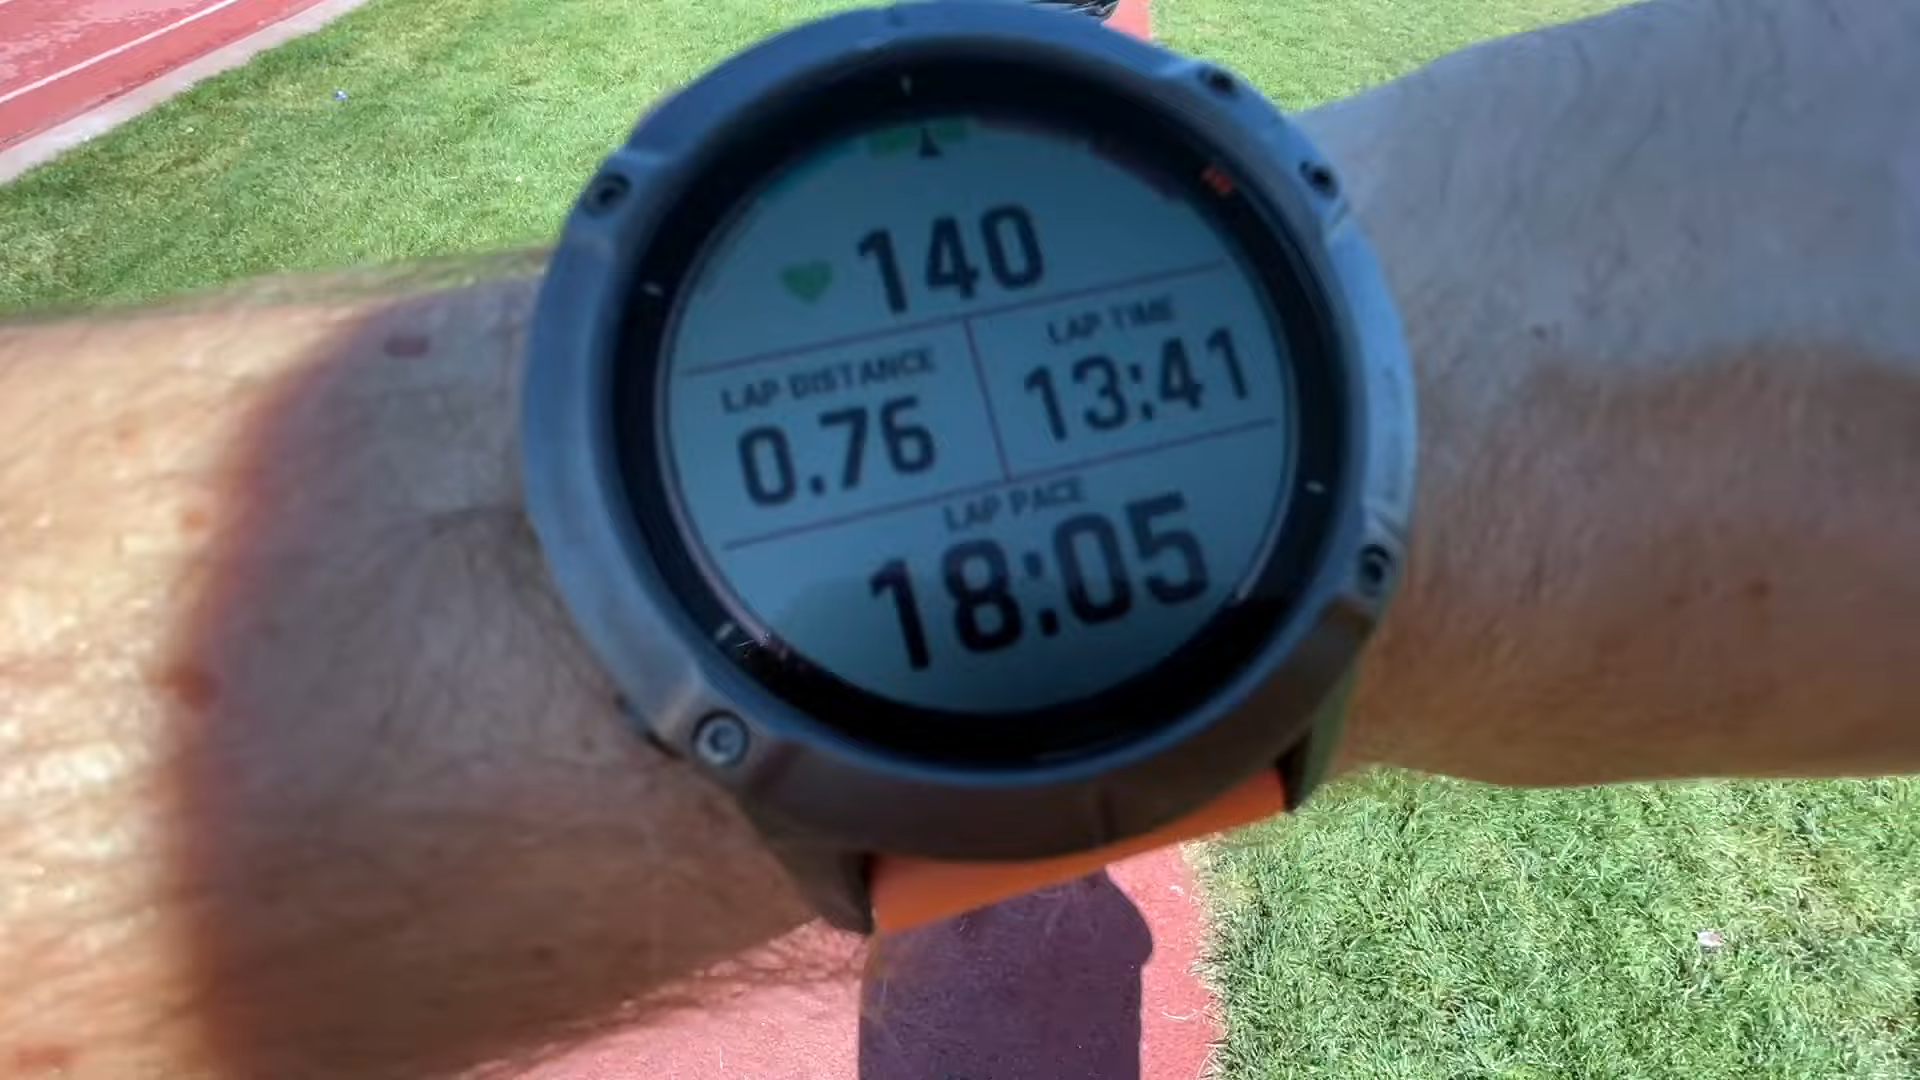 140
LAP DISTANCE
0.76
LAP TIME
13:41
LAP PACE
18:05